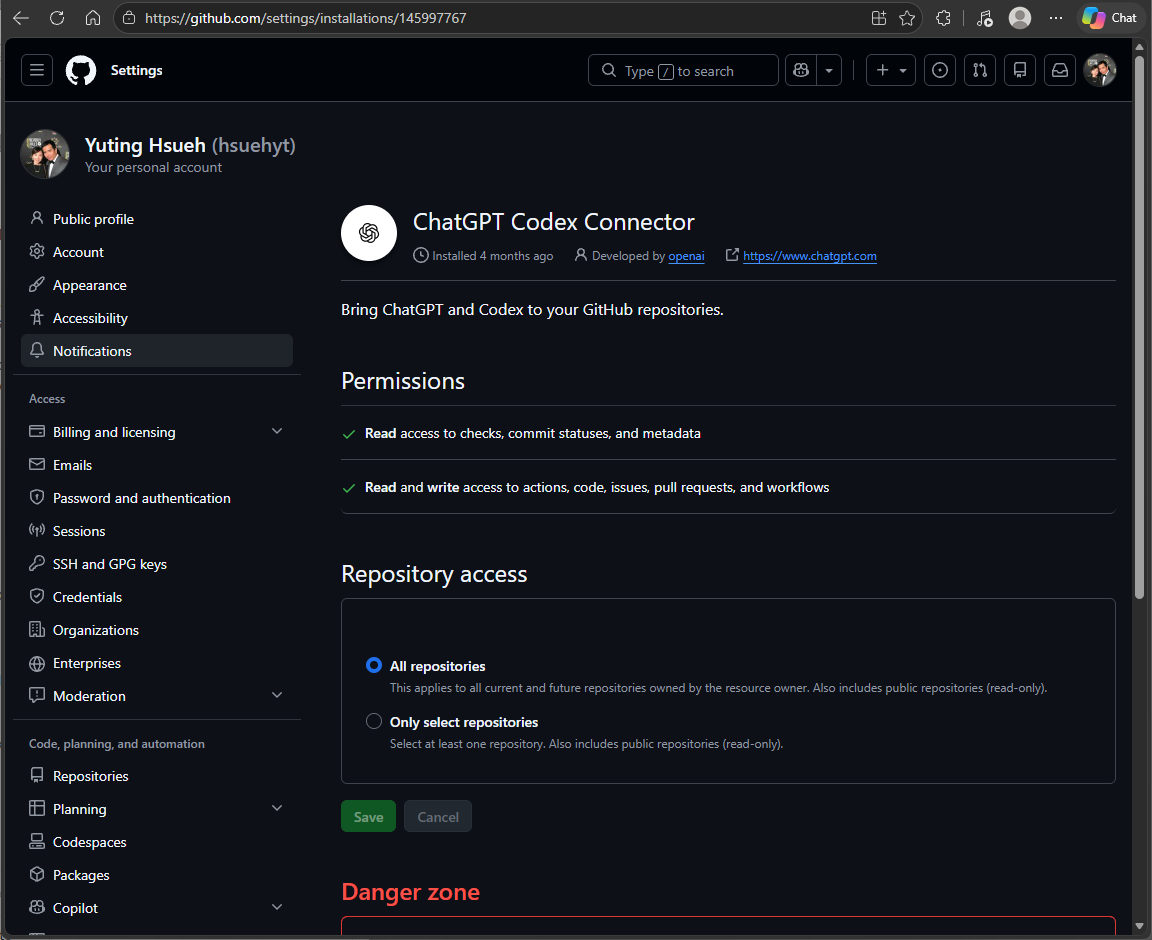 https://github.com/settings/installations/145997767
Chat
Settings
Type / to search
Yuting Hsueh (hsuehyt)
Your personal account
Public profile
Account
Appearance
Accessibility
Notifications
Access
Billing and licensing
Emails
Password and authentication
Sessions
SSH and GPG keys
Credentials
Organizations
Enterprises
Moderation
Code, planning, and automation
Repositories
Planning
Codespaces
Packages
Copilot
ChatGPT Codex Connector
Installed 4 months ago Developed by openai https://www.chatgpt.com
Bring ChatGPT and Codex to your GitHub repositories.
Permissions
Read access to checks, commit statuses, and metadata
Read and write access to actions, code, issues, pull requests, and workflows
Repository access
All repositories
This applies to all current and future repositories owned by the resource owner. Also includes public repositories (read-only).
Only select repositories
Select at least one repository. Also includes public repositories (read-only).
Save Cancel
Danger zone